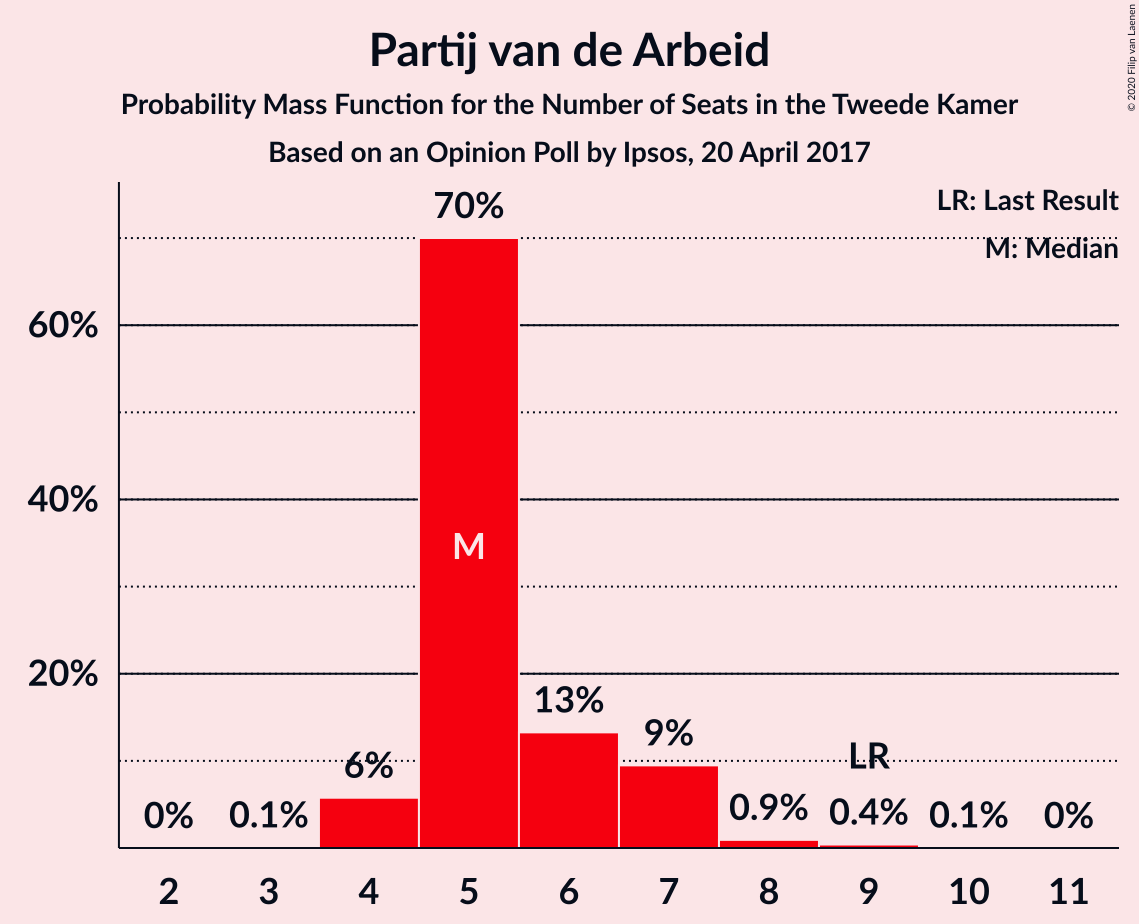 Partij van de Arbeid
Probability Mass Function for the Number of Seats in the Tweede Kamer
Based on an Opinion Poll by Ipsos, 20 April 2017
© 2020 Filip van Laenen
LR: Last Result
M: Median
70%
60%
40%
M
20%
13%
9%
6%
LR
0%
0.1%
0.9%
0.4%
0.1%
0%
2 3 4 5 6 7 8 9 10 11